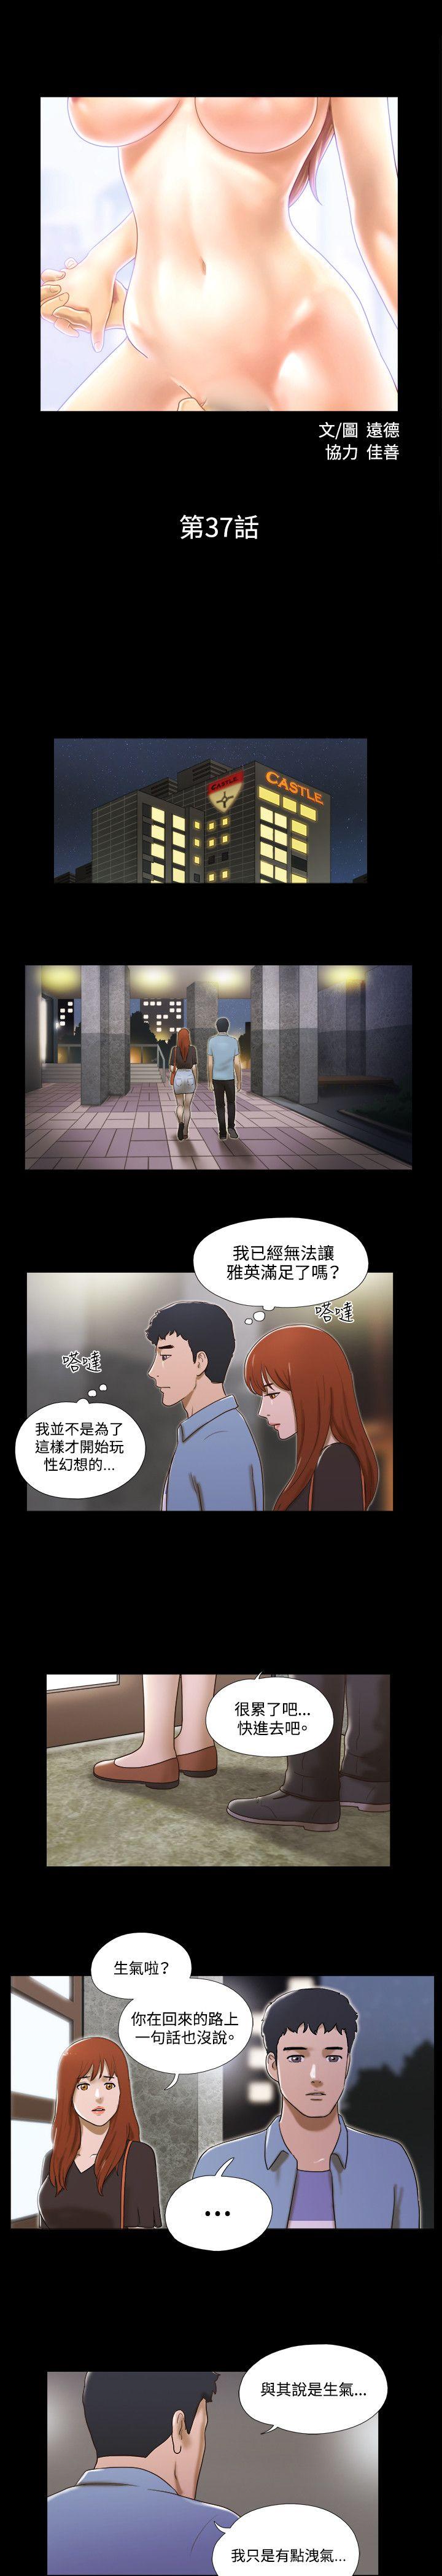 文/圖 遠德
協力 佳善
第37話
CASTLE
CASTLE
我已經無法讓
雅英滿足了嗎？
嗒噠
嗒噠
我並不是為了
這樣才開始玩
性幻想的...
很累了吧...
快進去吧。
生氣啦？
你在回來的路上
一句話也沒說。
...
與其說是生氣...
我只是有點洩氣...